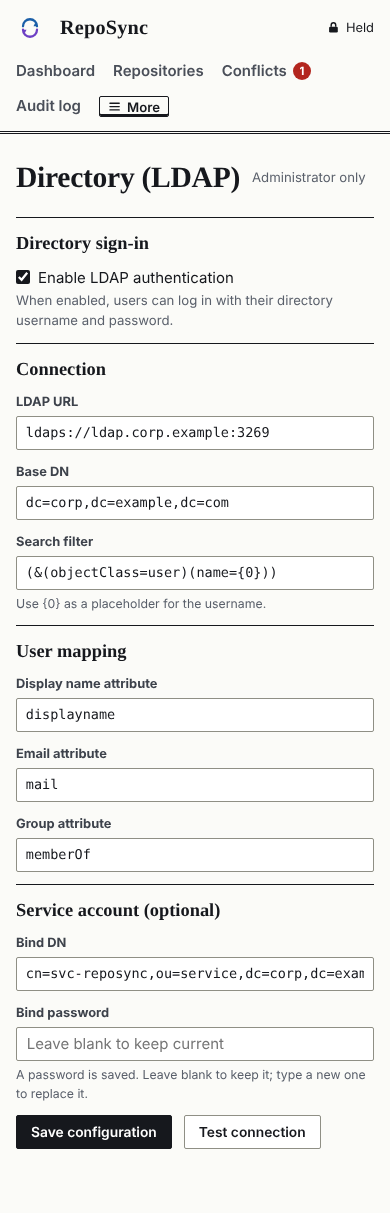 RepoSync
Held
Dashboard Repositories Conflicts 1
Audit log More
Directory (LDAP) Administrator only
Directory sign-in
Enable LDAP authentication
When enabled, users can log in with their directory
username and password.
Connection
LDAP URL
ldaps://ldap.corp.example:3269
Base DN
dc=corp,dc=example,dc=com
Search filter
(&(objectClass=user)(name={0}))
Use {0} as a placeholder for the username.
User mapping
Display name attribute
displayname
Email attribute
mail
Group attribute
memberOf
Service account (optional)
Bind DN
cn=svc-reposync,ou=service,dc=corp,dc=exam
Bind password
Leave blank to keep current
A password is saved. Leave blank to keep it; type a new one
to replace it.
Save configuration Test connection